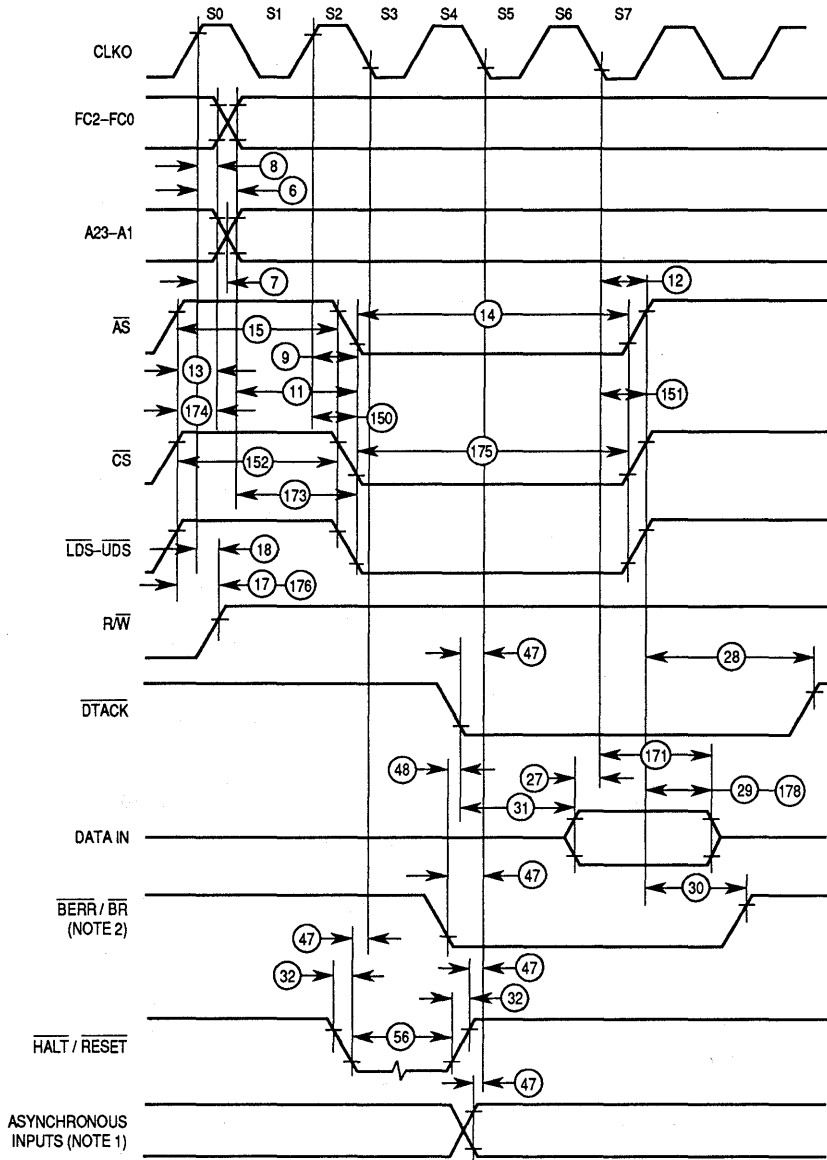 S0 S1 S2 S3 S4 S5 S6 S7
CLKO
FC2–FC0
8
6
A23–A1
7
12
AS
14
15
9
13
11
151
174
150
CS
175
152
173
LDS-UDS
18
17 176
R/W
47
28
DTACK
171
48
27
29 178
31
DATA IN
47
30
BERR / BR
(NOTE 2)
47
47
32
32
HALT / RESET
56
47
ASYNCHRONOUS
INPUTS (NOTE 1)